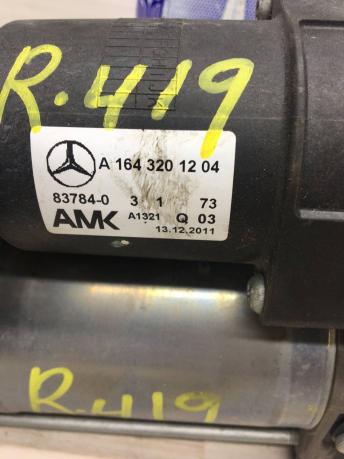 R.419
A 164 320 12 04
83784-0 3 1 73
AMK A1321 Q 03
13.12.2011
R.419